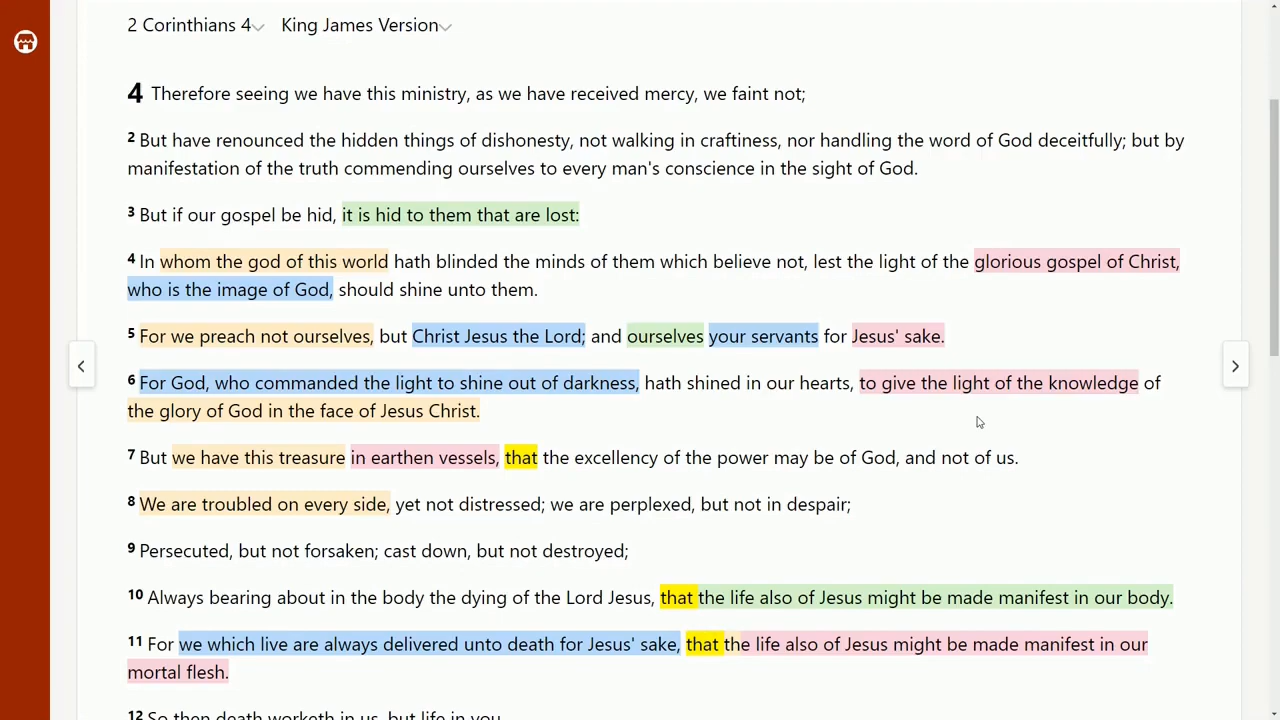 2 Corinthians 4 King James Version
4 Therefore seeing we have this ministry, as we have received mercy, we faint not;
2 But have renounced the hidden things of dishonesty, not walking in craftiness, nor handling the word of God deceitfully; but by
manifestation of the truth commending ourselves to every man's conscience in the sight of God.
3 But if our gospel be hid, it is hid to them that are lost:
4 In whom the god of this world hath blinded the minds of them which believe not, lest the light of the glorious gospel of Christ,
who is the image of God, should shine unto them.
5 For we preach not ourselves, but Christ Jesus the Lord; and ourselves your servants for Jesus' sake.
6 For God, who commanded the light to shine out of darkness, hath shined in our hearts, to give the light of the knowledge of
the glory of God in the face of Jesus Christ.
7 But we have this treasure in earthen vessels, that the excellency of the power may be of God, and not of us.
8 We are troubled on every side, yet not distressed; we are perplexed, but not in despair;
9 Persecuted, but not forsaken; cast down, but not destroyed;
10 Always bearing about in the body the dying of the Lord Jesus, that the life also of Jesus might be made manifest in our body.
11 For we which live are always delivered unto death for Jesus' sake, that the life also of Jesus might be made manifest in our
mortal flesh.
12 So then death worketh in us, but life in you.